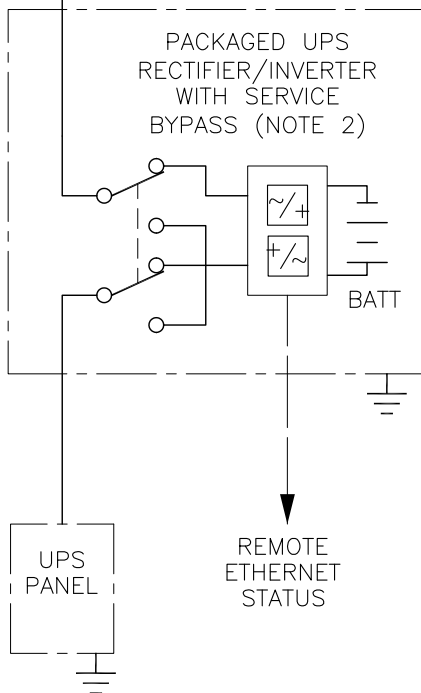 PACKAGED UPS
RECTIFIER/INVERTER
WITH SERVICE
BYPASS (NOTE 2)
~/+
+/~
BATT
UPS
PANEL
REMOTE
ETHERNET
STATUS